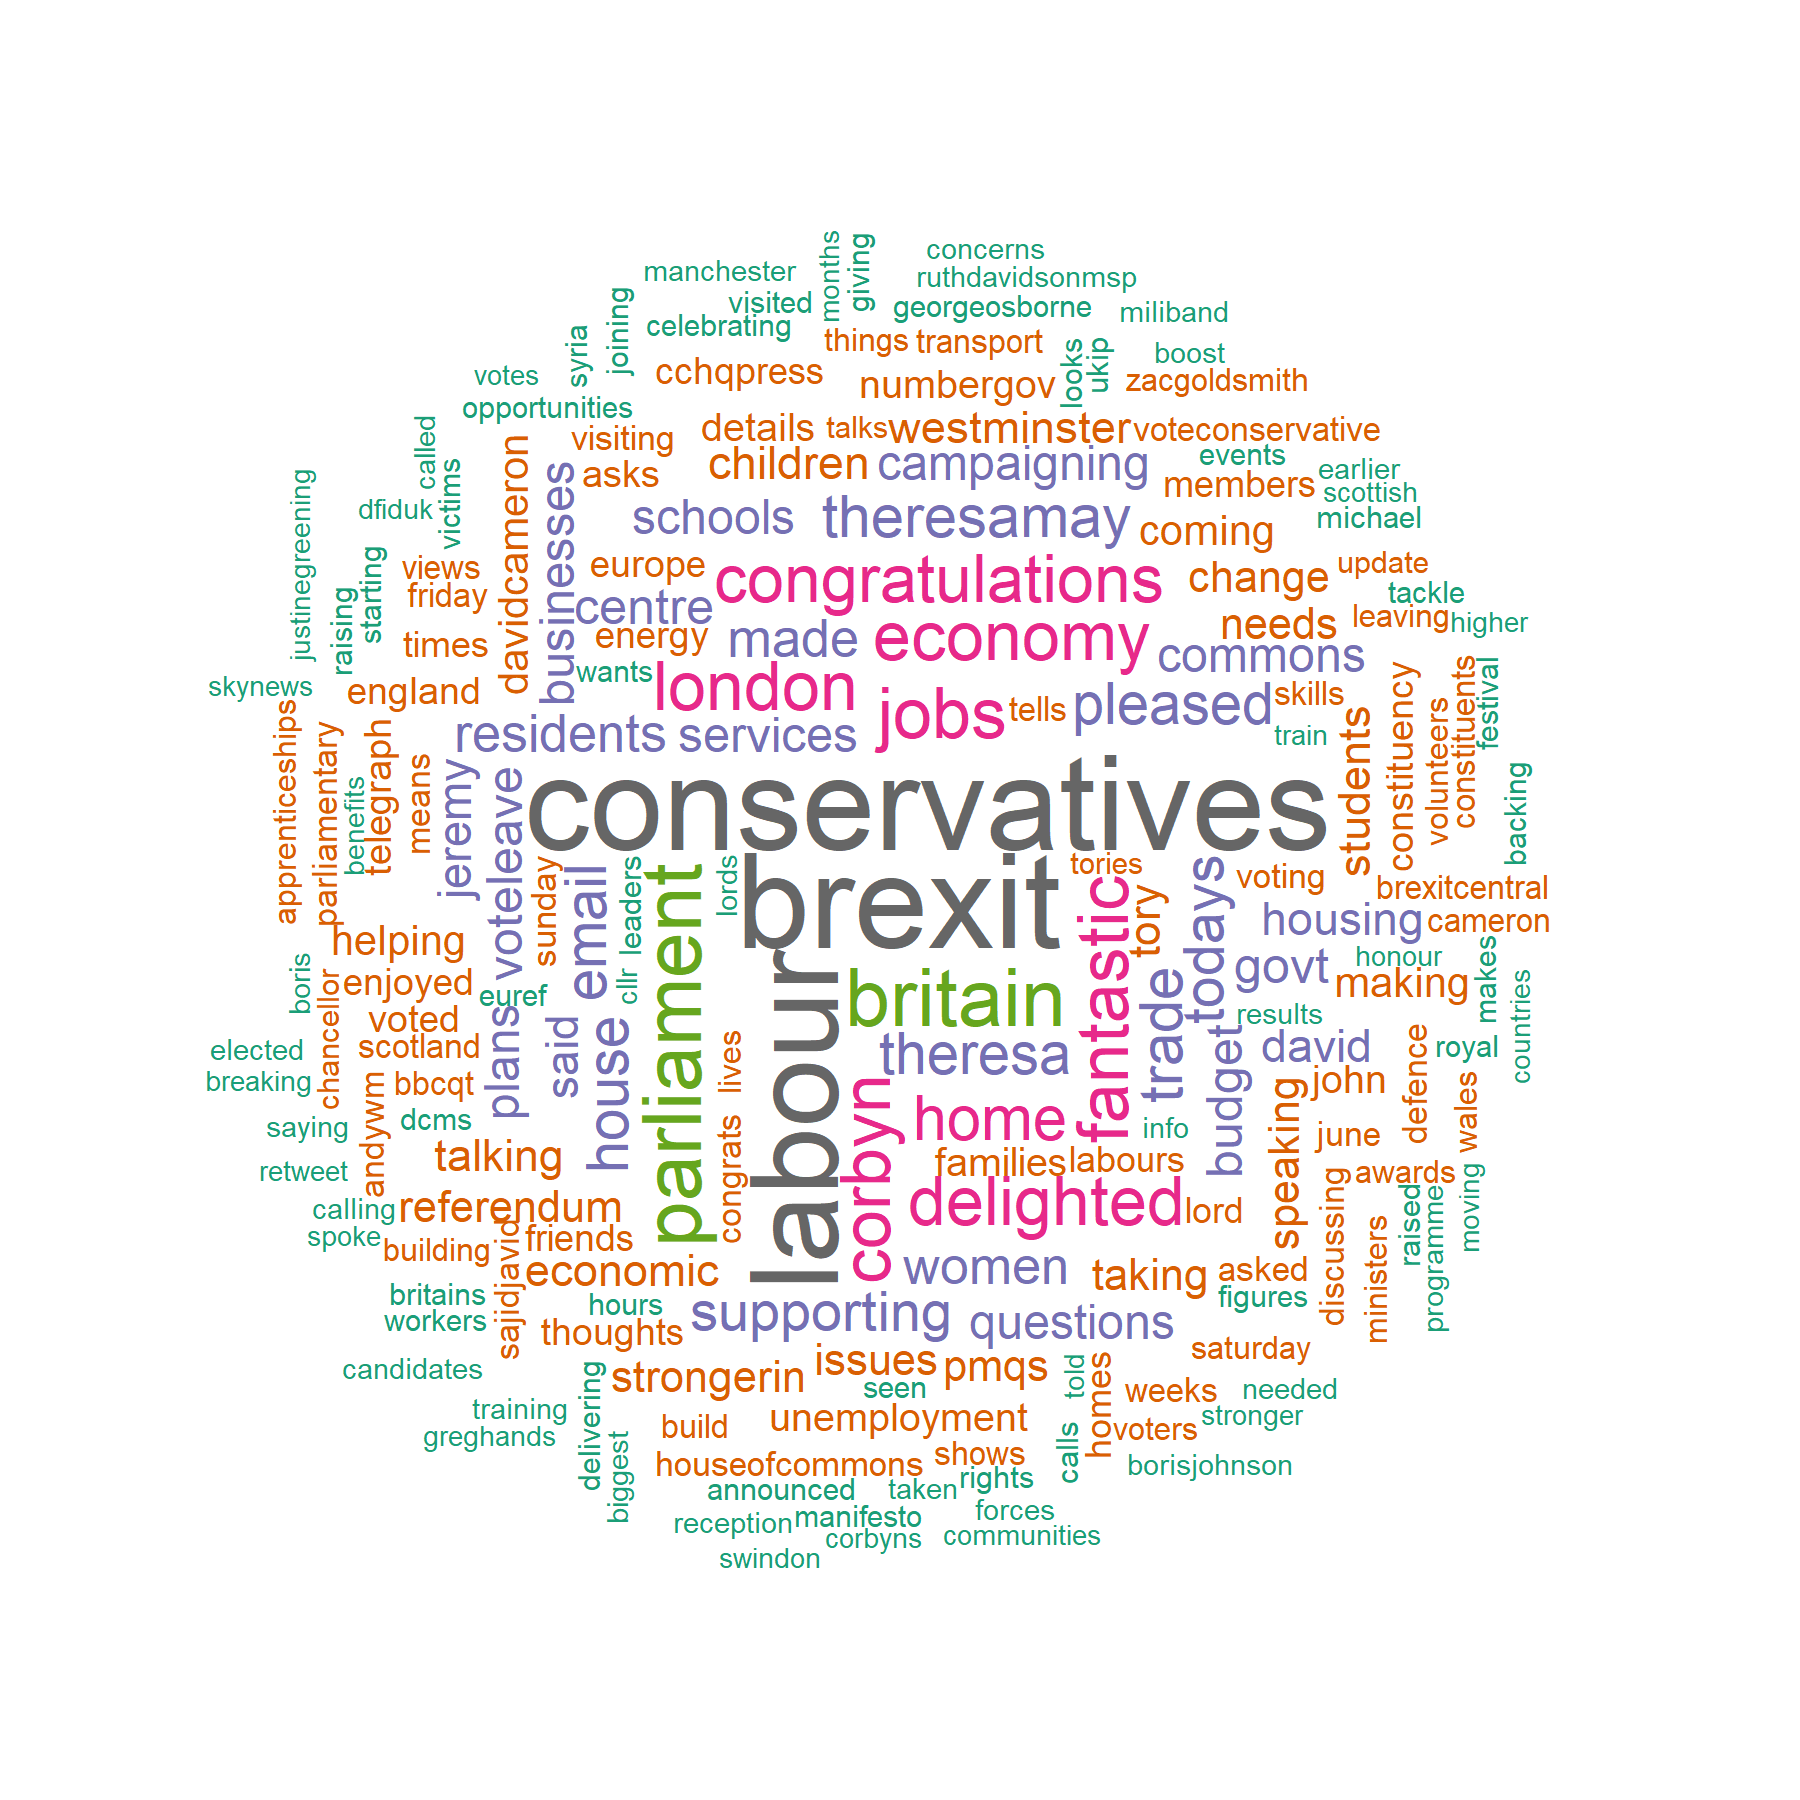 concerns
months
giving
manchester
ruthdavidsonmsp
visited
georgeosborne
miliband
joining
celebrating
syria
things
transport
looks
ukip
boost
votes
cchqpress
numbergov
zacgoldsmith
opportunities
called
visiting
details
talks
westminster
voteconservative
davidcameron
businesses
asks
children
campaigning
events
earlier
victims
members
scottish
justinegreening
dfiduk
schools
theresamay
coming
michael
starting
views
europe
congratulations
change
update
raising
friday
centre
tackle
times
energy
made
economy
needs
leaving
higher
commons
skynews
england
wants
london
jobs
tells
pleased
skills
constituency
volunteers
constituents
festival
apprenticeships
parliamentary
telegraph
residents
services
train
students
benefits
means
jeremy
voteleave
conservatives
backing
sunday
email
leaders
parliament
lords
brexit
tories
fantastic
tory
todays
voting
brexitcentral
helping
housing
cameron
boris
chancellor
enjoyed
euref
cllr
labour
britain
trade
govt
honour
making
makes
countries
voted
said
house
results
elected
scotland
plans
lives
theresa
budget
david
defence
royal
breaking
andywm
bbcqt
john
wales
saying
dcms
congrats
corbyn
home
info
speaking
june
retweet
talking
families
labours
awards
calling
referendum
delighted
lord
discussing
raised
programme
moving
spoke
building
sajidjavid
friends
ministers
economic
women
taking
asked
britains
hours
figures
workers
thoughts
supporting
questions
candidates
strongerin
issues
pmqs
told
homes
saturday
training
delivering
seen
weeks
needed
greghands
biggest
build
unemployment
calls
voters
stronger
houseofcommons
shows
borisjohnson
announced
taken
rights
reception
manifesto
forces
corbyns
communities
swindon